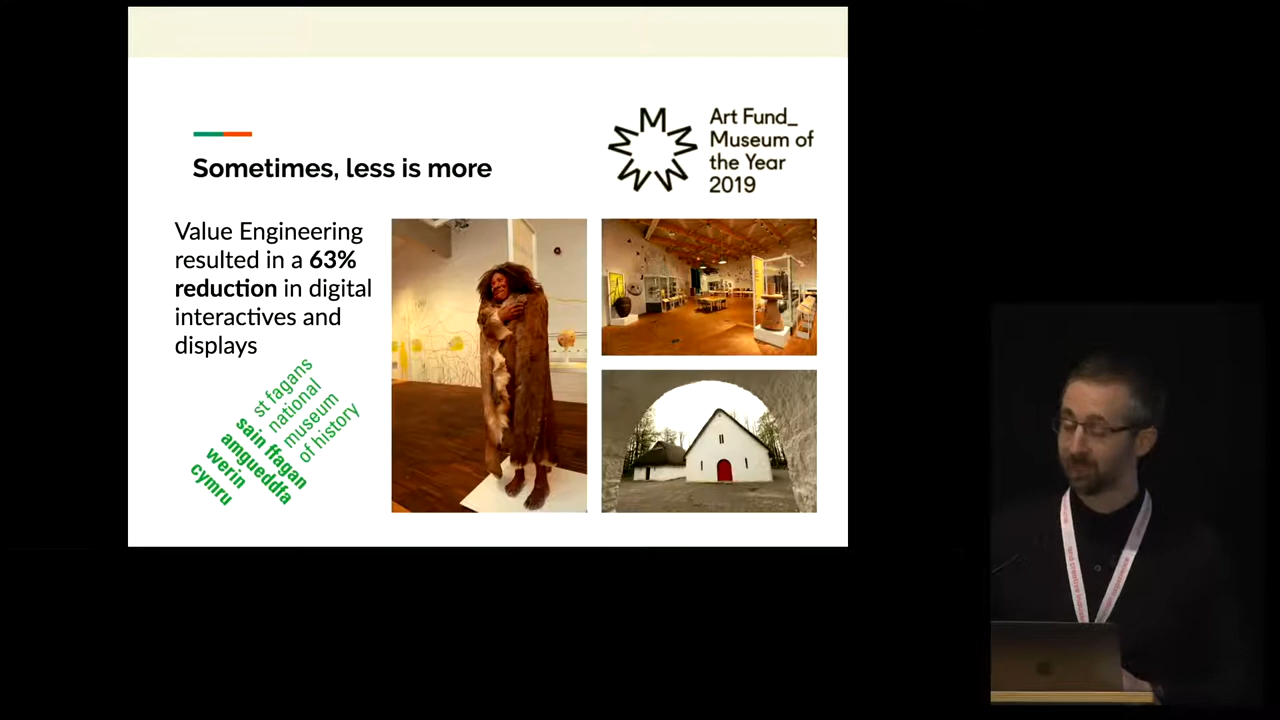 Sometimes, less is more
Art Fund_
Museum of
the Year
2019
Value Engineering
resulted in a 63%
reduction in digital
interactives and
displays
st fagans
national
museum
of history
sain ffagan
amgueddfa
werin
cymru